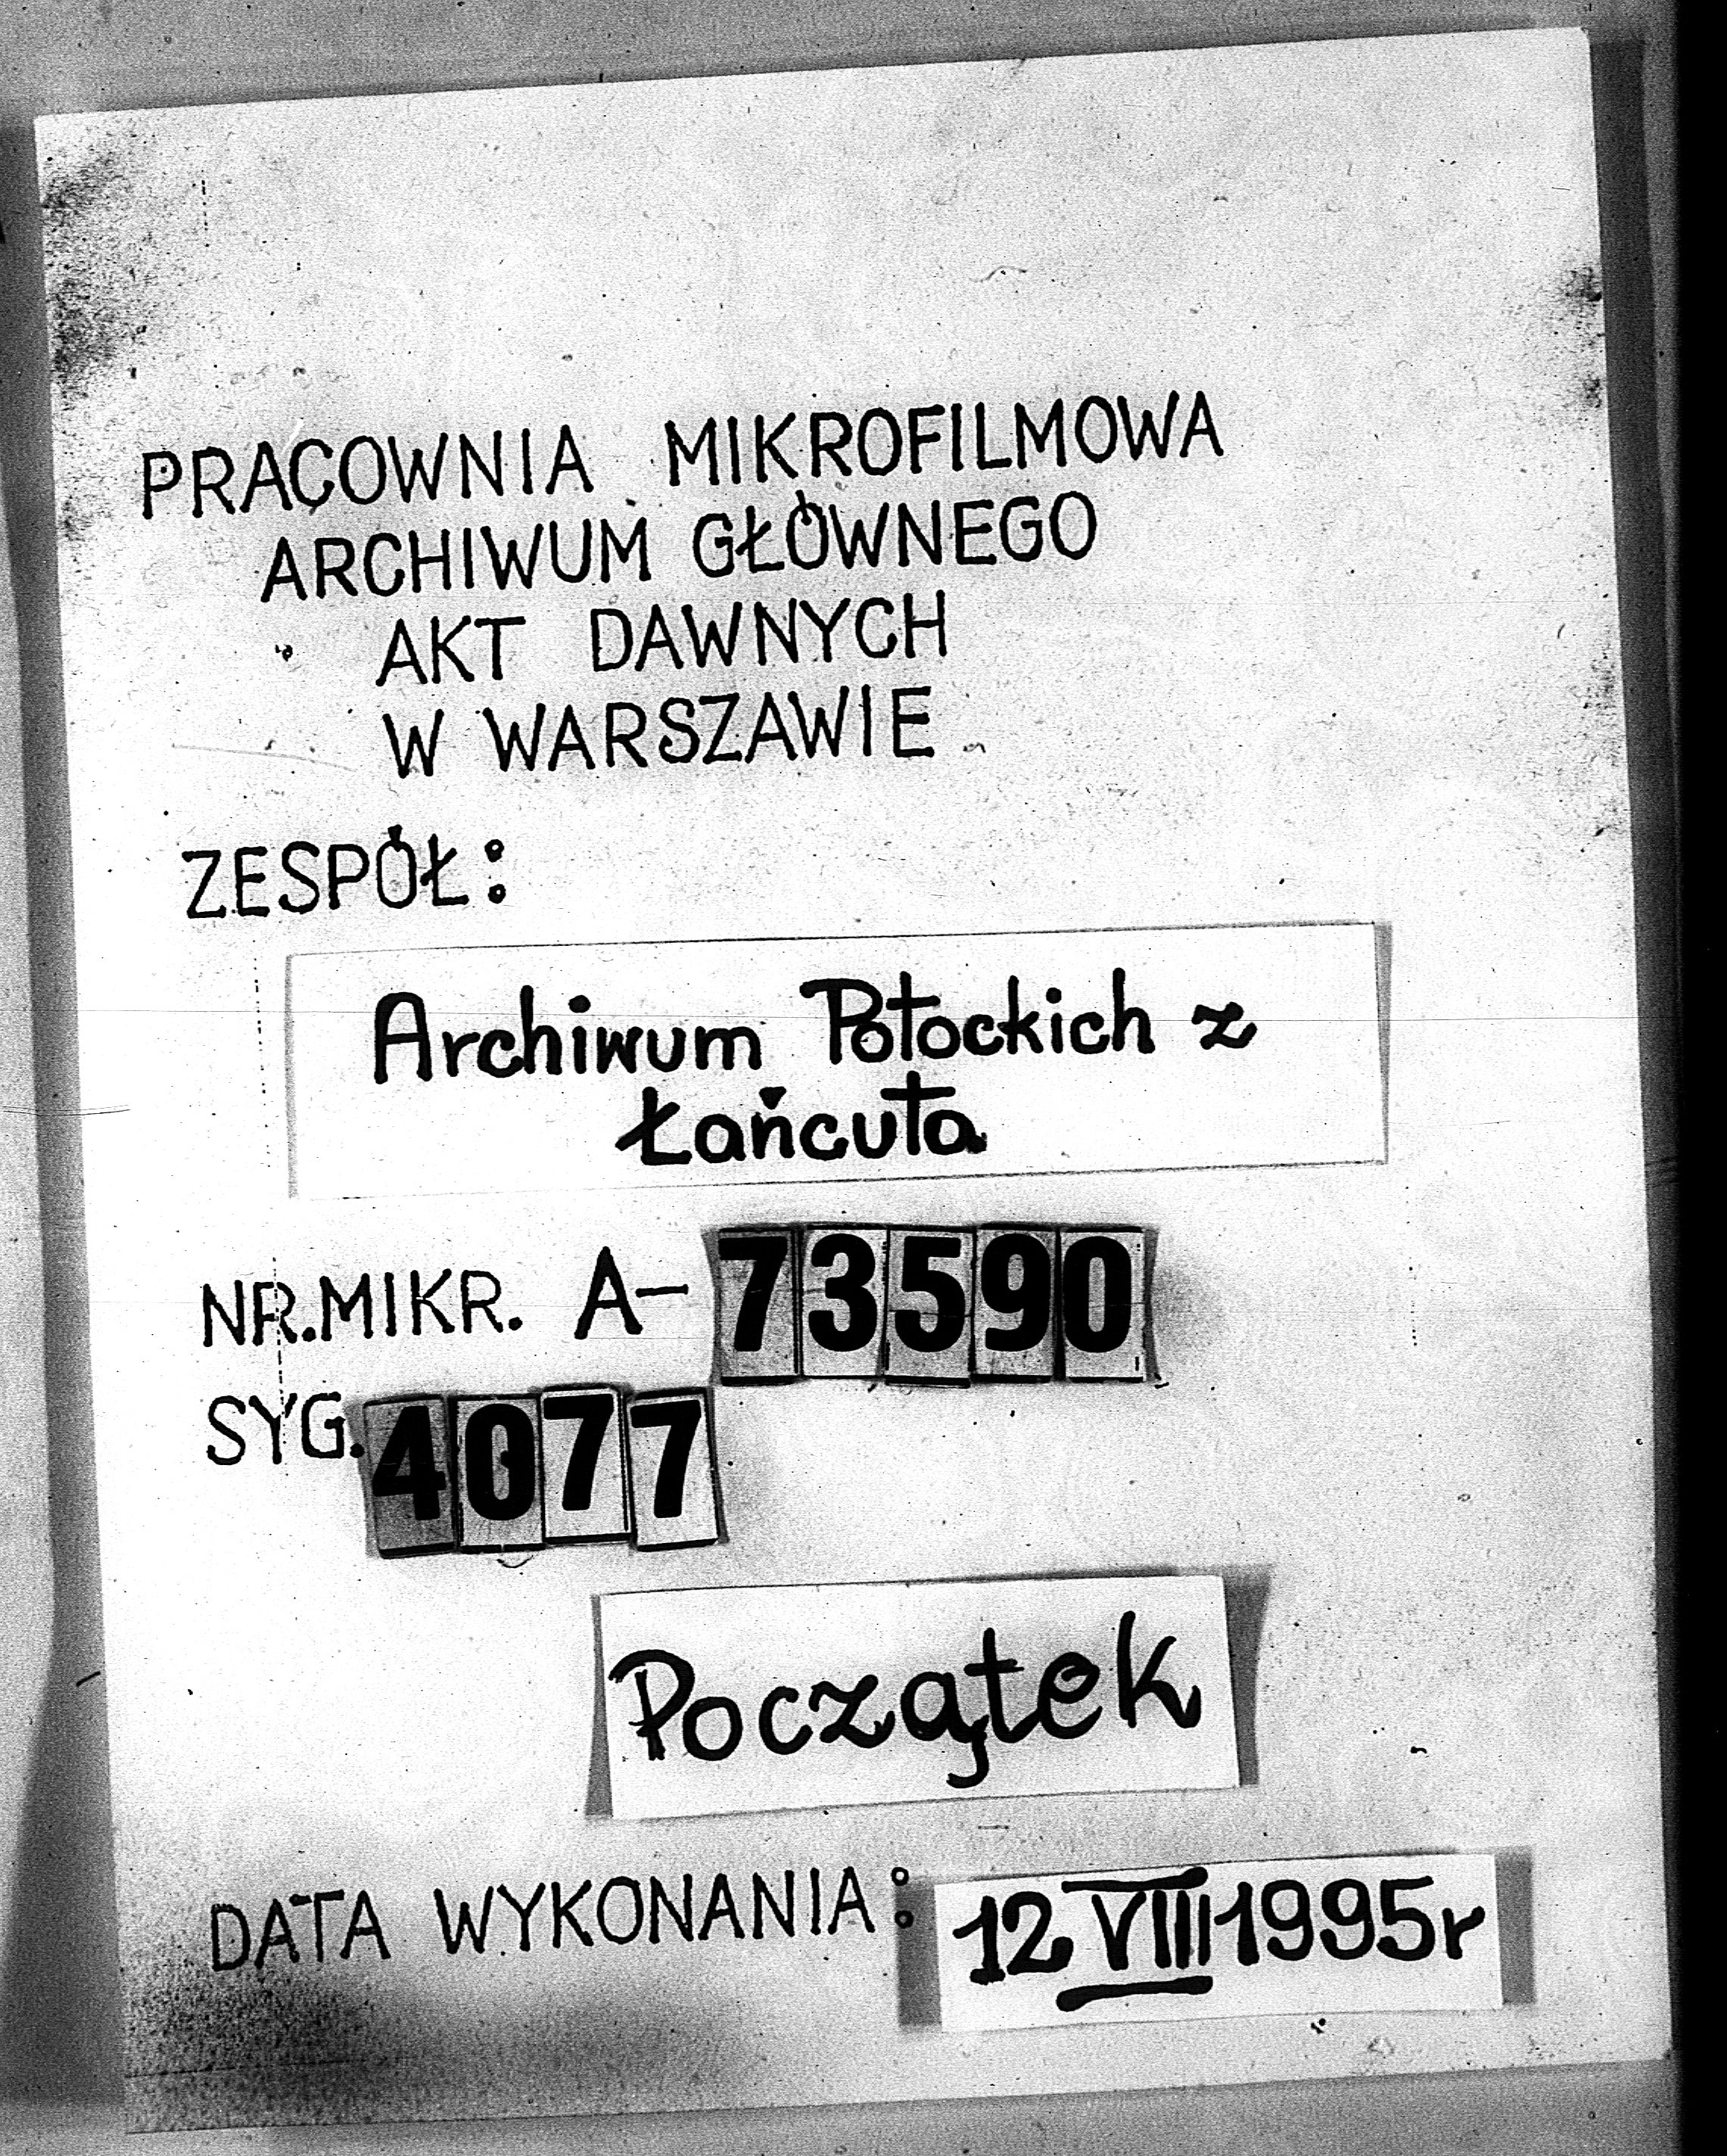 PRACOWNIA MIKROFILMOWA
ARCHIWUM GŁÓWNEGO
AKT DAWNYCH
W WARSZAWIE
ZESPÓŁ:
Archiwum Potockich z
Łańcuta
NR.MIKR. A-73590
SYG.4077
Początek
DATA WYKONANIA: 12 VIII 1995r